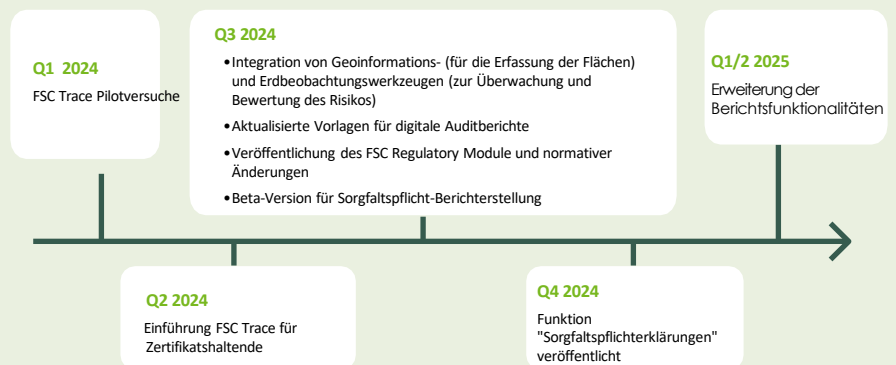 Q1 2024
FSC Trace Pilotversuche
Q3 2024
•Integration von Geoinformations- (für die Erfassung der Flächen)
und Erdbeobachtungswerkzeugen (zur Überwachung und
Bewertung des Risikos)
•Aktualisierte Vorlagen für digitale Auditberichte
•Veröffentlichung des FSC Regulatory Module und normativer
Änderungen
•Beta-Version für Sorgfaltspflicht-Berichterstellung
Q1/2 2025
Erweiterung der
Berichtsfunktionalitäten
Q2 2024
Einführung FSC Trace für
Zertifikatshaltende
Q4 2024
Funktion
"Sorgfaltspflichterklärungen"
veröffentlicht